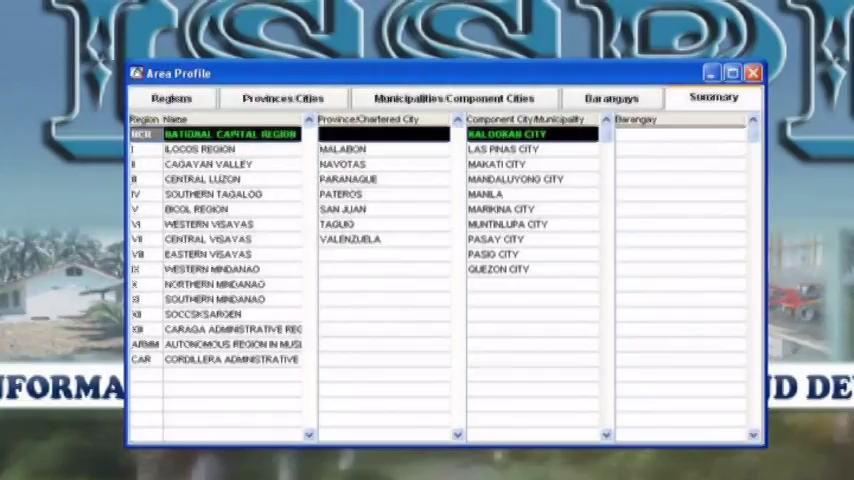 Area Profile
Regions Provinces/Cities Municipalities/Component Cities Barangays Summary
Region Name Province/Chartered City Component City/Municipality Barangay
NCR NATIONAL CAPITAL REGION KALOOKAN CITY
I ILOCOS REGION MALABON LAS PINAS CITY
II CAGAYAN VALLEY NAVOTAS MAKATI CITY
III CENTRAL LUZON PARANAQUE MANDALUYONG CITY
IV SOUTHERN TAGALOG PATEROS MANILA
V BICOL REGION SAN JUAN MARIKINA CITY
VI WESTERN VISAYAS TAGUIG MUNTINLUPA CITY
VII CENTRAL VISAYAS VALENZUELA PASAY CITY
VIII EASTERN VISAYAS PASIG CITY
IX WESTERN MINDANAO QUEZON CITY
X NORTHERN MINDANAO
XI SOUTHERN MINDANAO
XII SOCCSKSARGEN
XIII CARAGA ADMINISTRATIVE REG
ARMM AUTONOMOUS REGION IN MUSL
CAR CORDILLERA ADMINISTRATIVE
NFORMA
ND DE